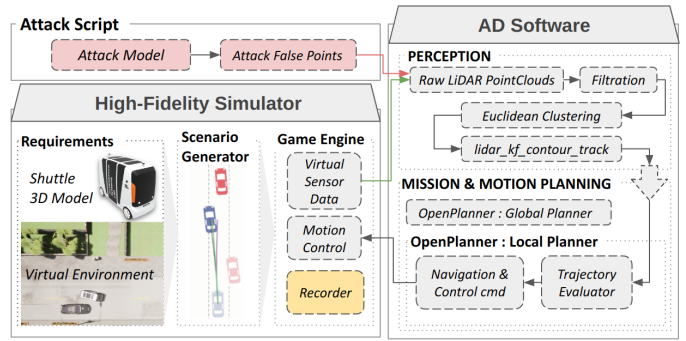 Attack Script
Attack Model
Attack False Points
High-Fidelity Simulator
Requirements
Shuttle
3D Model
Virtual Environment
Scenario
Generator
Game Engine
Virtual
Sensor
Data
Motion
Control
Recorder
AD Software
PERCEPTION
Raw LiDAR PointClouds
Filtration
Euclidean Clustering
lidar_kf_contour_track
MISSION & MOTION PLANNING
OpenPlanner : Global Planner
OpenPlanner : Local Planner
Navigation &
Control cmd
Trajectory
Evaluator